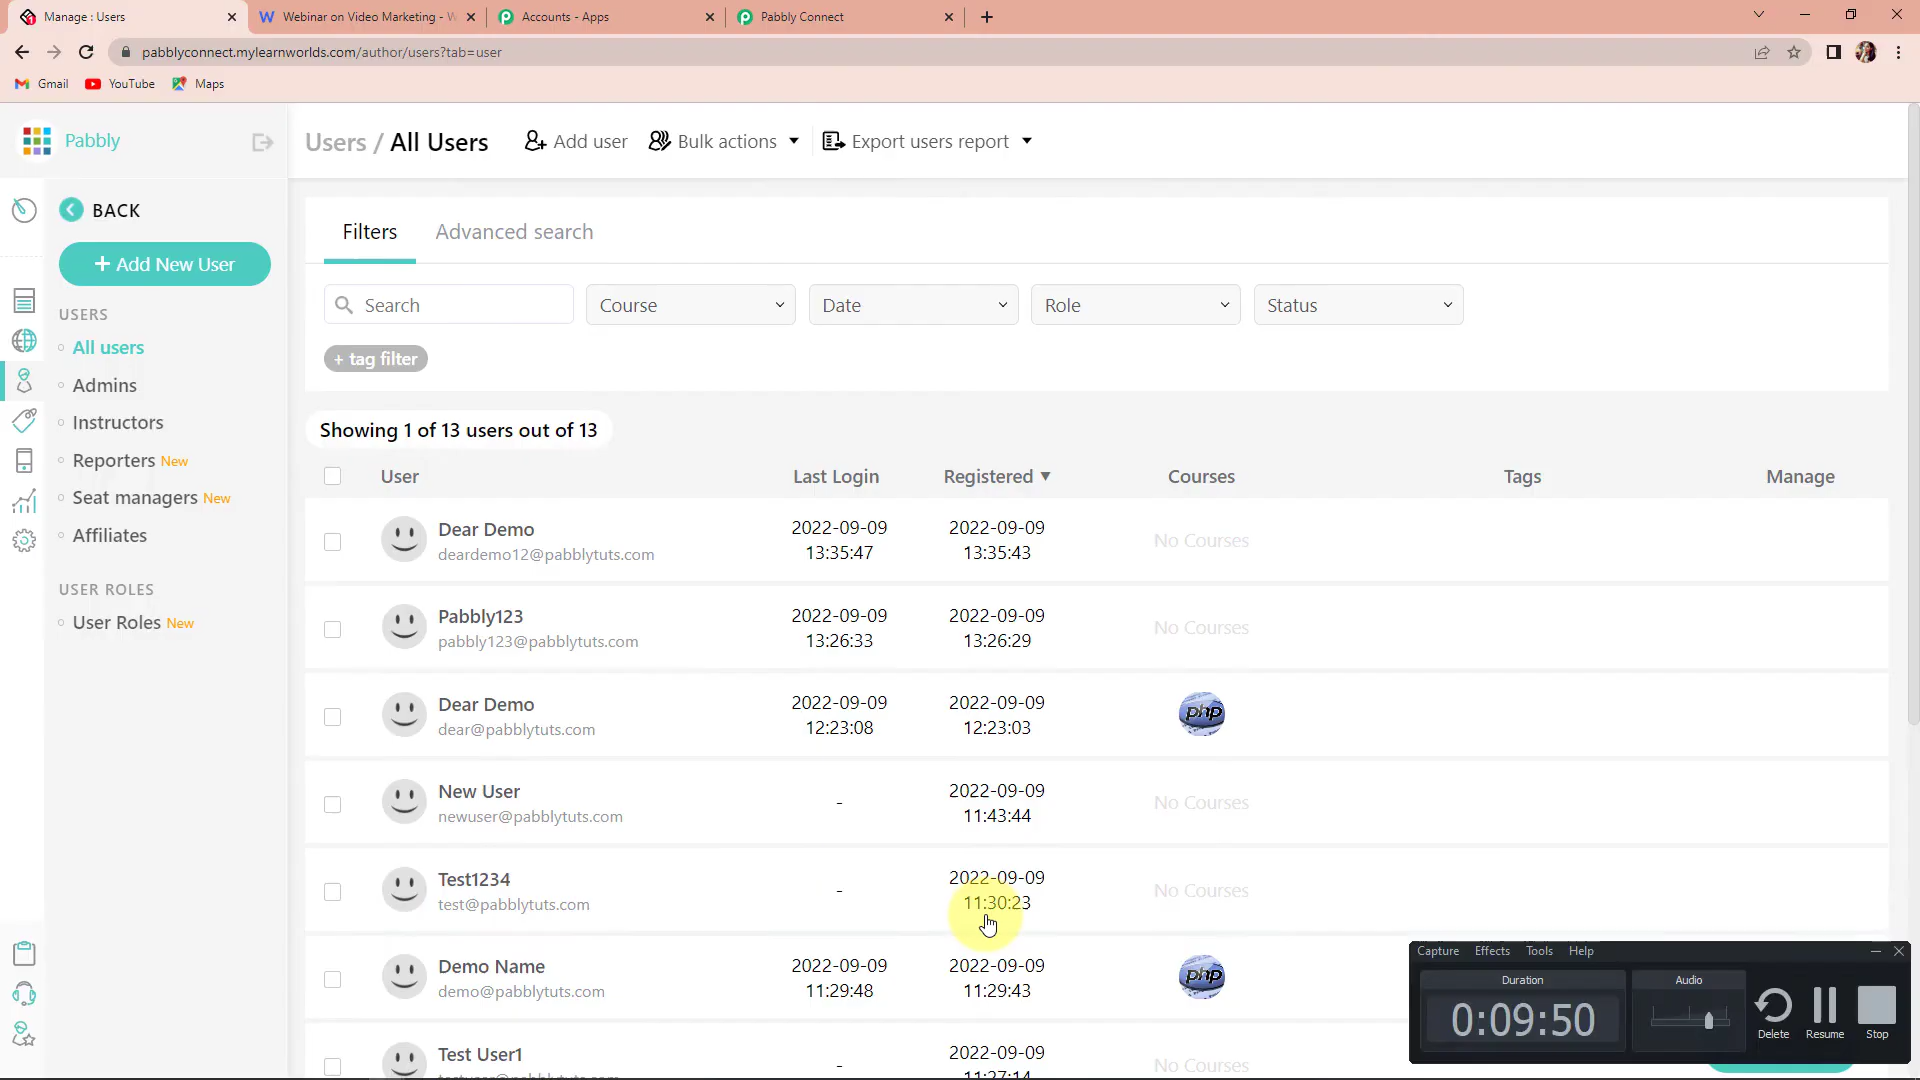 Manage : Users
Webinar on Video Marketing - W
Accounts - Apps
Pabbly Connect
pabblyconnect.mylearnworlds.com/author/users?tab=user
Gmail
YouTube
Maps
Pabbly
Users / All Users
Add user
Bulk actions
Export users report
BACK
+ Add New User
USERS
All users
Admins
Instructors
Reporters New
Seat managers New
Affiliates
USER ROLES
User Roles New
Filters
Advanced search
Search
Course
Date
Role
Status
+ tag filter
Showing 1 of 13 users out of 13
User
Last Login
Registered ▼
Courses
Tags
Manage
Dear Demo
deardemo12@pabblytuts.com
2022-09-09
13:35:47
2022-09-09
13:35:43
No Courses
Pabbly123
pabbly123@pabblytuts.com
2022-09-09
13:26:33
2022-09-09
13:26:29
No Courses
Dear Demo
dear@pabblytuts.com
2022-09-09
12:23:08
2022-09-09
12:23:03
php
New User
newuser@pabblytuts.com
-
2022-09-09
11:43:44
No Courses
Test1234
test@pabblytuts.com
-
2022-09-09
11:30:23
No Courses
Demo Name
demo@pabblytuts.com
2022-09-09
11:29:48
2022-09-09
11:29:43
php
Test User1
-
2022-09-09
11:27:14
No Courses
Capture
Effects
Tools
Help
Duration
0:09:50
Audio
Delete
Resume
Stop